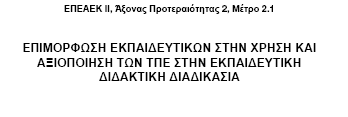 ΕΠΕΑΕΚ ΙΙ, Άξονας Προτεραιότητας 2, Μέτρο 2.1
ΕΠΙΜΟΡΦΩΣΗ ΕΚΠΑΙΔΕΥΤΙΚΩΝ ΣΤΗΝ ΧΡΗΣΗ ΚΑΙ
ΑΞΙΟΠΟΙΗΣΗ ΤΩΝ ΤΠΕ ΣΤΗΝ ΕΚΠΑΙΔΕΥΤΙΚΗ
ΔΙΔΑΚΤΙΚΗ ΔΙΑΔΙΚΑΣΙΑ